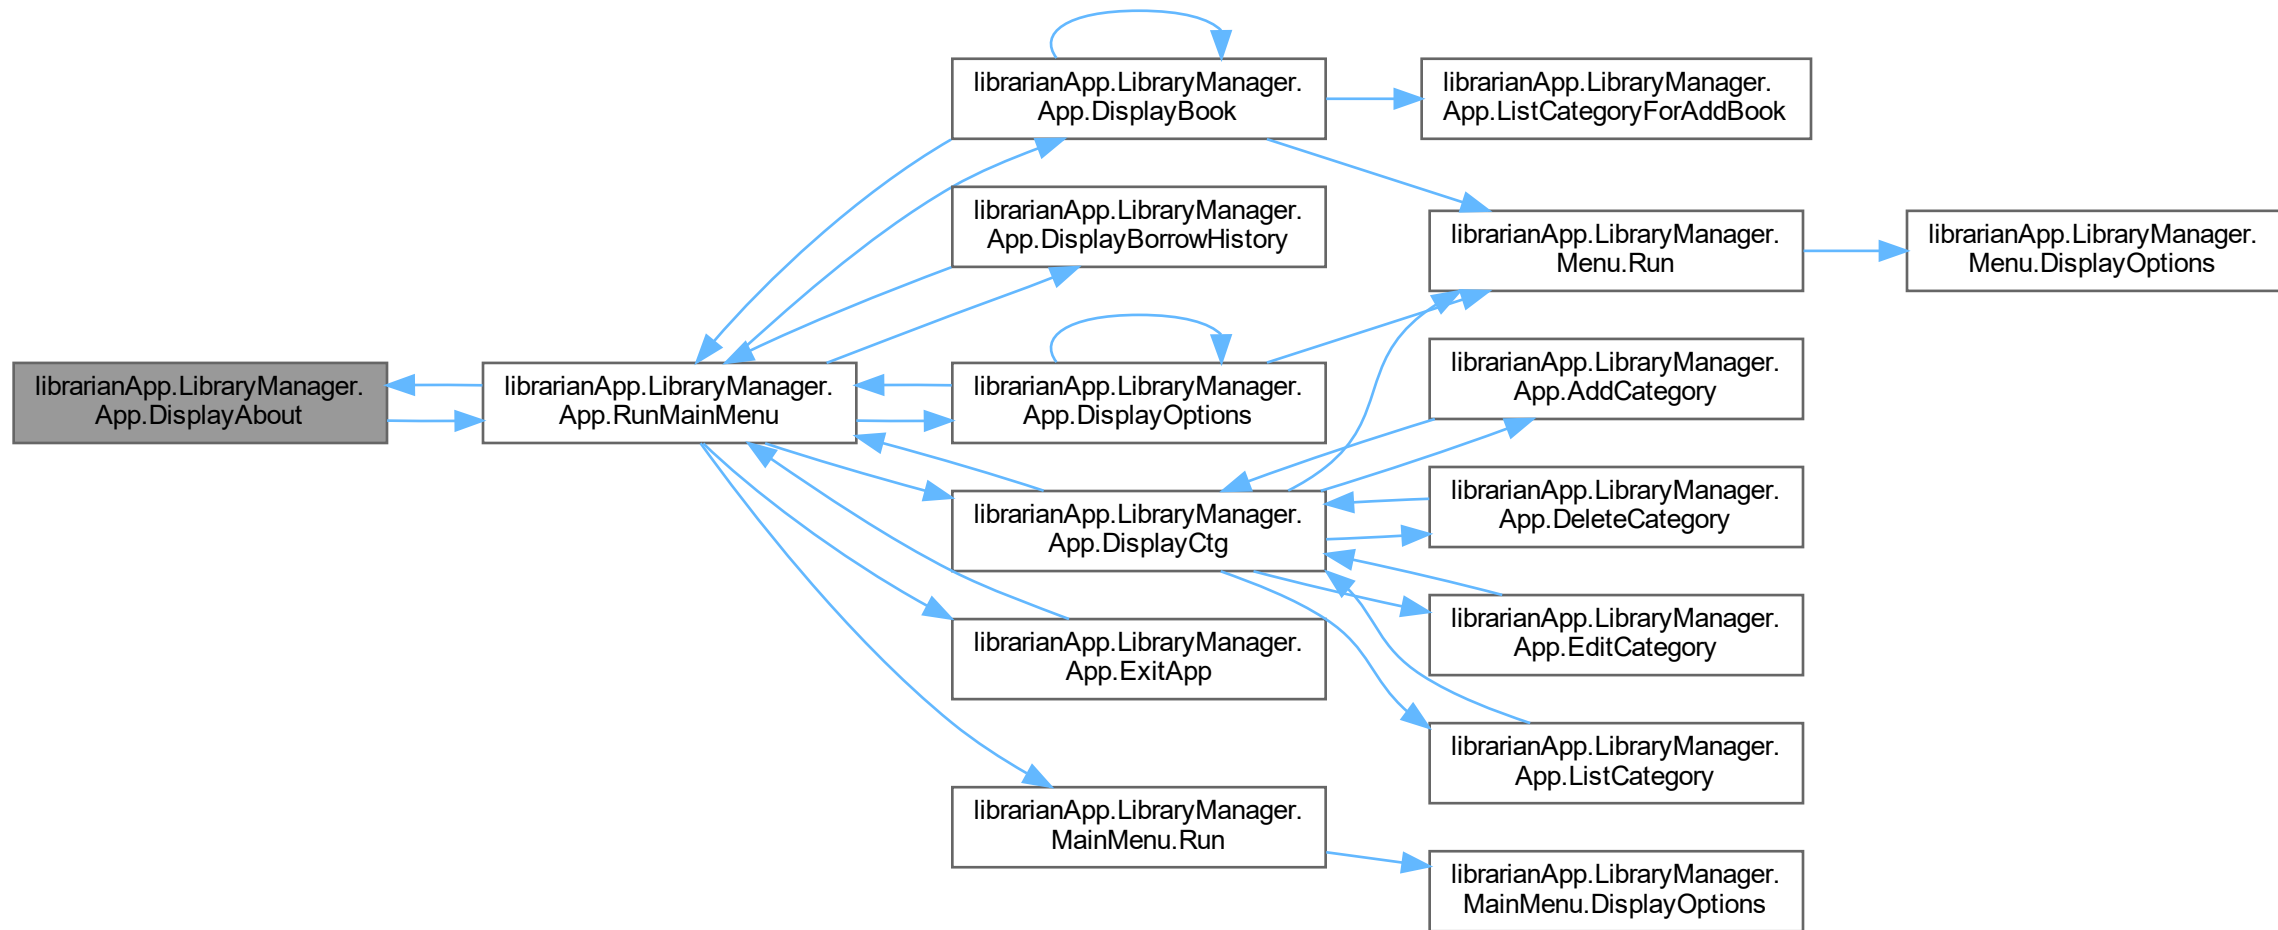 librarianApp.LibraryManager.
App.DisplayAbout
librarianApp.LibraryManager.
App.RunMainMenu
librarianApp.LibraryManager.
App.DisplayBook
librarianApp.LibraryManager.
App.DisplayBorrowHistory
librarianApp.LibraryManager.
App.DisplayOptions
librarianApp.LibraryManager.
App.DisplayCtg
librarianApp.LibraryManager.
App.ExitApp
librarianApp.LibraryManager.
MainMenu.Run
librarianApp.LibraryManager.
App.ListCategoryForAddBook
librarianApp.LibraryManager.
Menu.Run
librarianApp.LibraryManager.
App.AddCategory
librarianApp.LibraryManager.
App.DeleteCategory
librarianApp.LibraryManager.
App.EditCategory
librarianApp.LibraryManager.
App.ListCategory
librarianApp.LibraryManager.
MainMenu.DisplayOptions
librarianApp.LibraryManager.
Menu.DisplayOptions